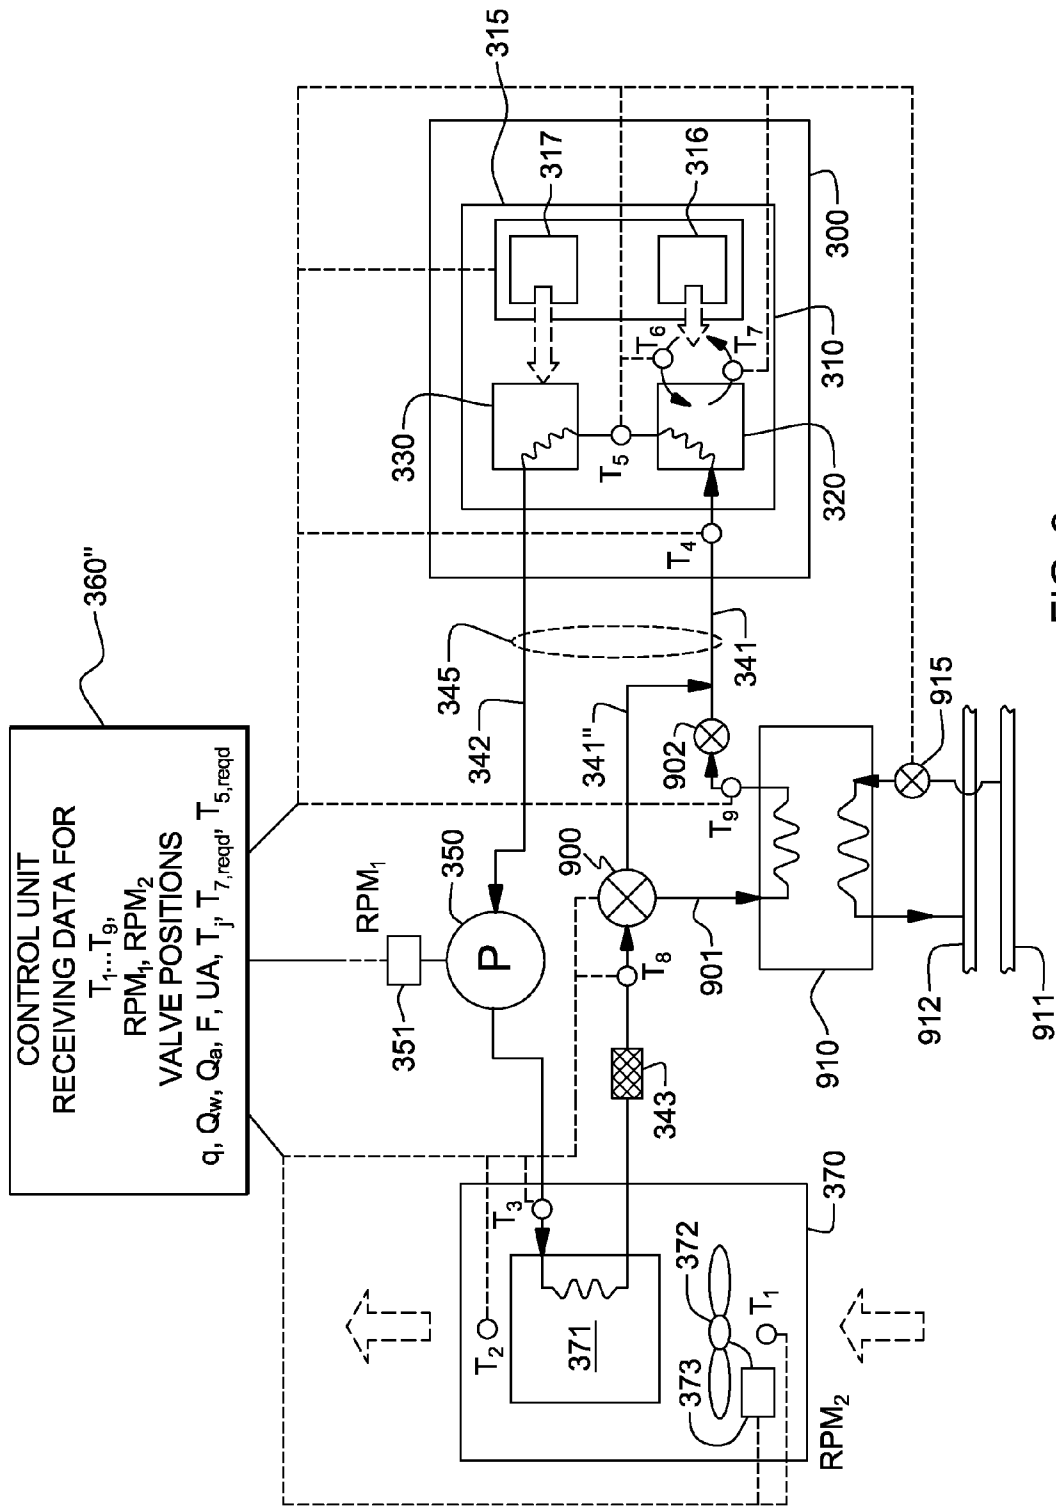 CONTROL UNIT
RECEIVING DATA FOR
T1...T9,
RPM1, RPM2
VALVE POSITIONS
q, Qw, Qa, F, UA, Tj, T7,reqd, T5,reqd
360"
315
317
316
330
T6
T7
T5
300
310
320
T4
345
342
341
341"
RPM1
350
P
351
902
T9
900
T8
901
915
910
912
911
343
T3
T2
371
370
372
T1
373
RPM2